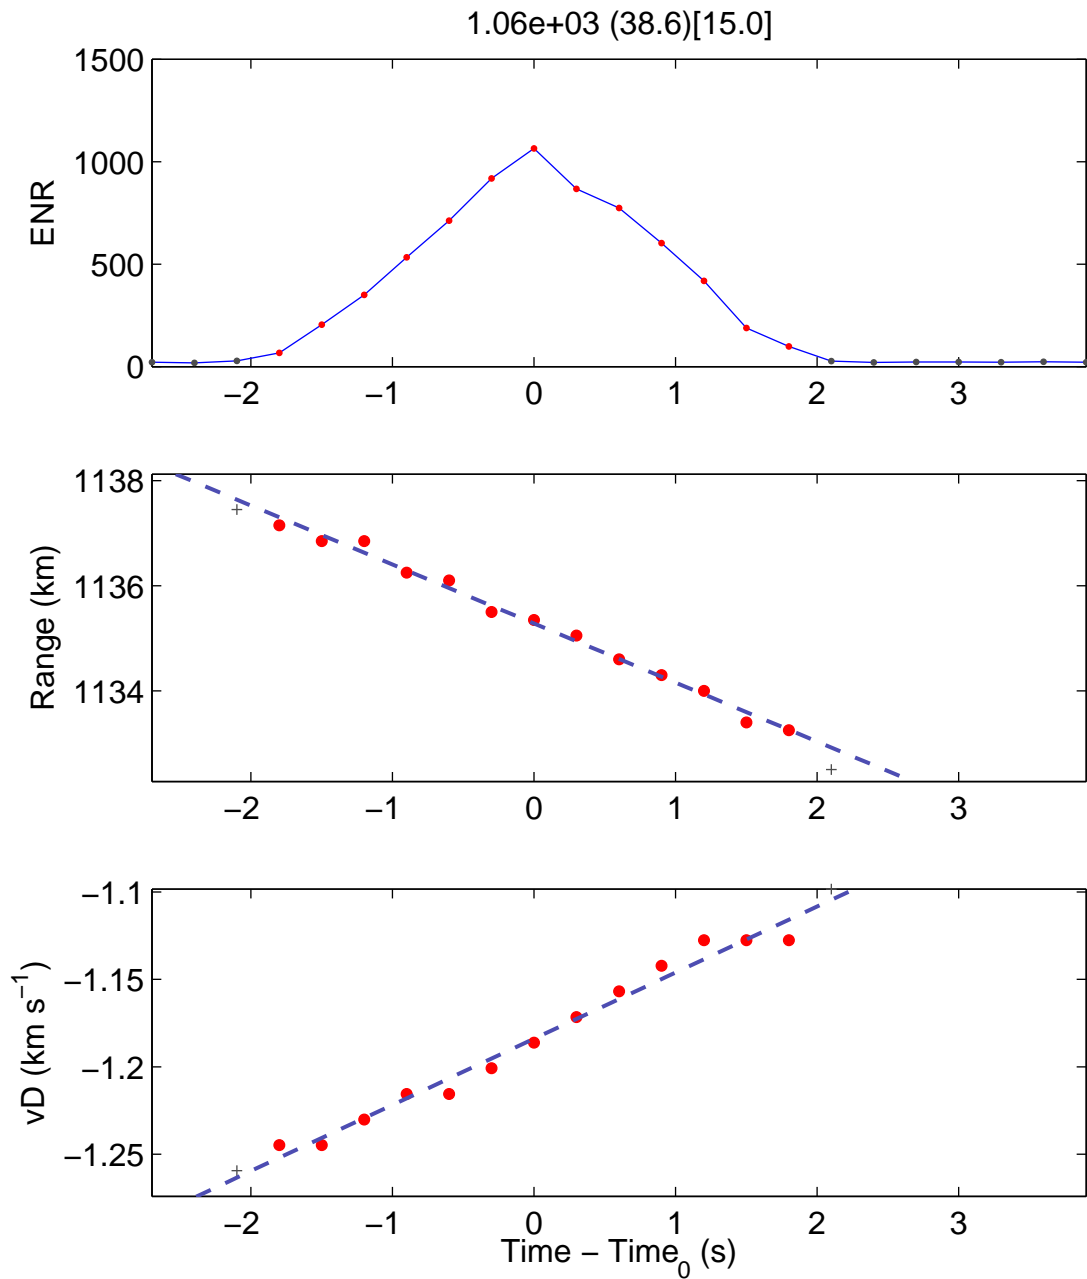 1.06e+03 (38.6)[15.0]
1500
1000
500
0
ENR
−2 −1 0 1 2 3
1138
1136
1134
Range (km)
−2 −1 0 1 2 3
−1.1
−1.15
−1.2
−1.25
vD (km s−1)
−2 −1 0 1 2 3
Time − Time0 (s)